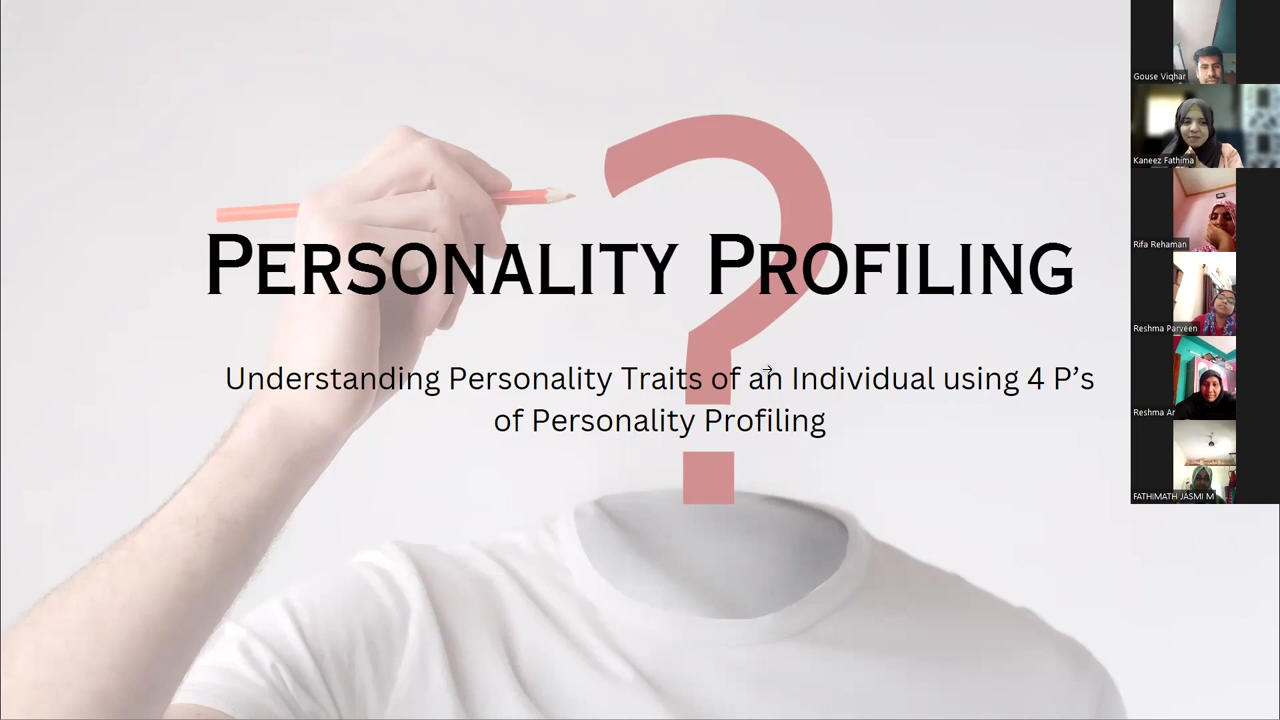 PERSONALITY PROFILING
Understanding Personality Traits of an Individual using 4 P’s
of Personality Profiling
Gouse Viqhar
Kaneez Fathima
Rifa Rehaman
Reshma Parveen
Reshma Ar
FATHIMATH JASMI M